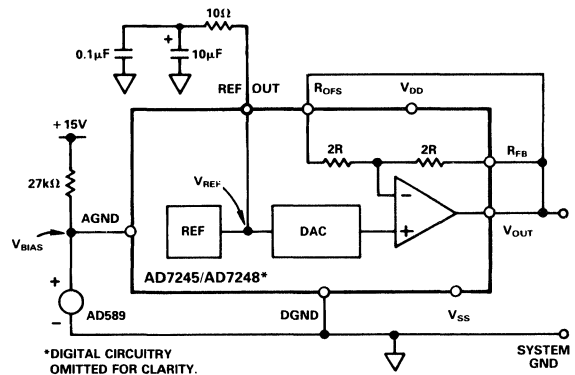 10Ω
0.1μF
+
10μF
REF OUT
R_OFS
V_DD
+15V
2R
2R
R_FB
27kΩ
V_REF
AGND
−
V_BIAS
REF
DAC
+
V_OUT
+
AD7245/AD7248*
AD589
−
DGND
V_SS
*DIGITAL CIRCUITRY
OMITTED FOR CLARITY.
SYSTEM
GND